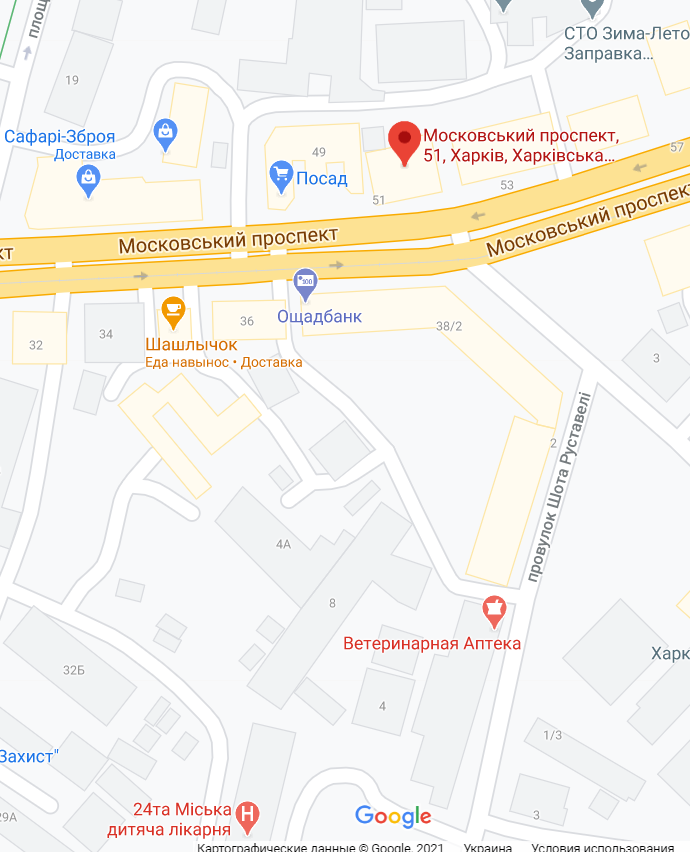 площ
СТО Зима-Лето
Заправка...
19
Сафарі-Зброя
Доставка
49
Посад
Московський проспект,
51, Харків, Харківська...
57
51
53
Московський проспект
Московський проспек
кт
Ощадбанк
36
38/2
34
32
Шашлычок
Еда навынос • Доставка
3
2
провулок Шота Руставелі
4А
8
Ветеринарная Аптека
Харк
32Б
4
1/3
Захист"
24та Міська
дитяча лікарня
29А
3
Google
Картографические данные © Google, 2021 Украина Условия использования